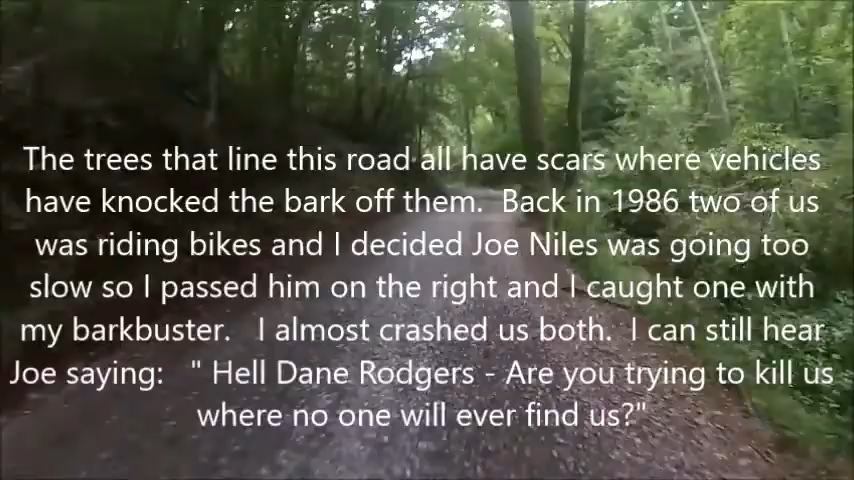 The trees that line this road all have scars where vehicles
have knocked the bark off them.  Back in 1986 two of us
was riding bikes and I decided Joe Niles was going too
slow so I passed him on the right and I caught one with
my barkbuster.   I almost crashed us both.  I can still hear
Joe saying:   " Hell Dane Rodgers - Are you trying to kill us
where no one will ever find us?"